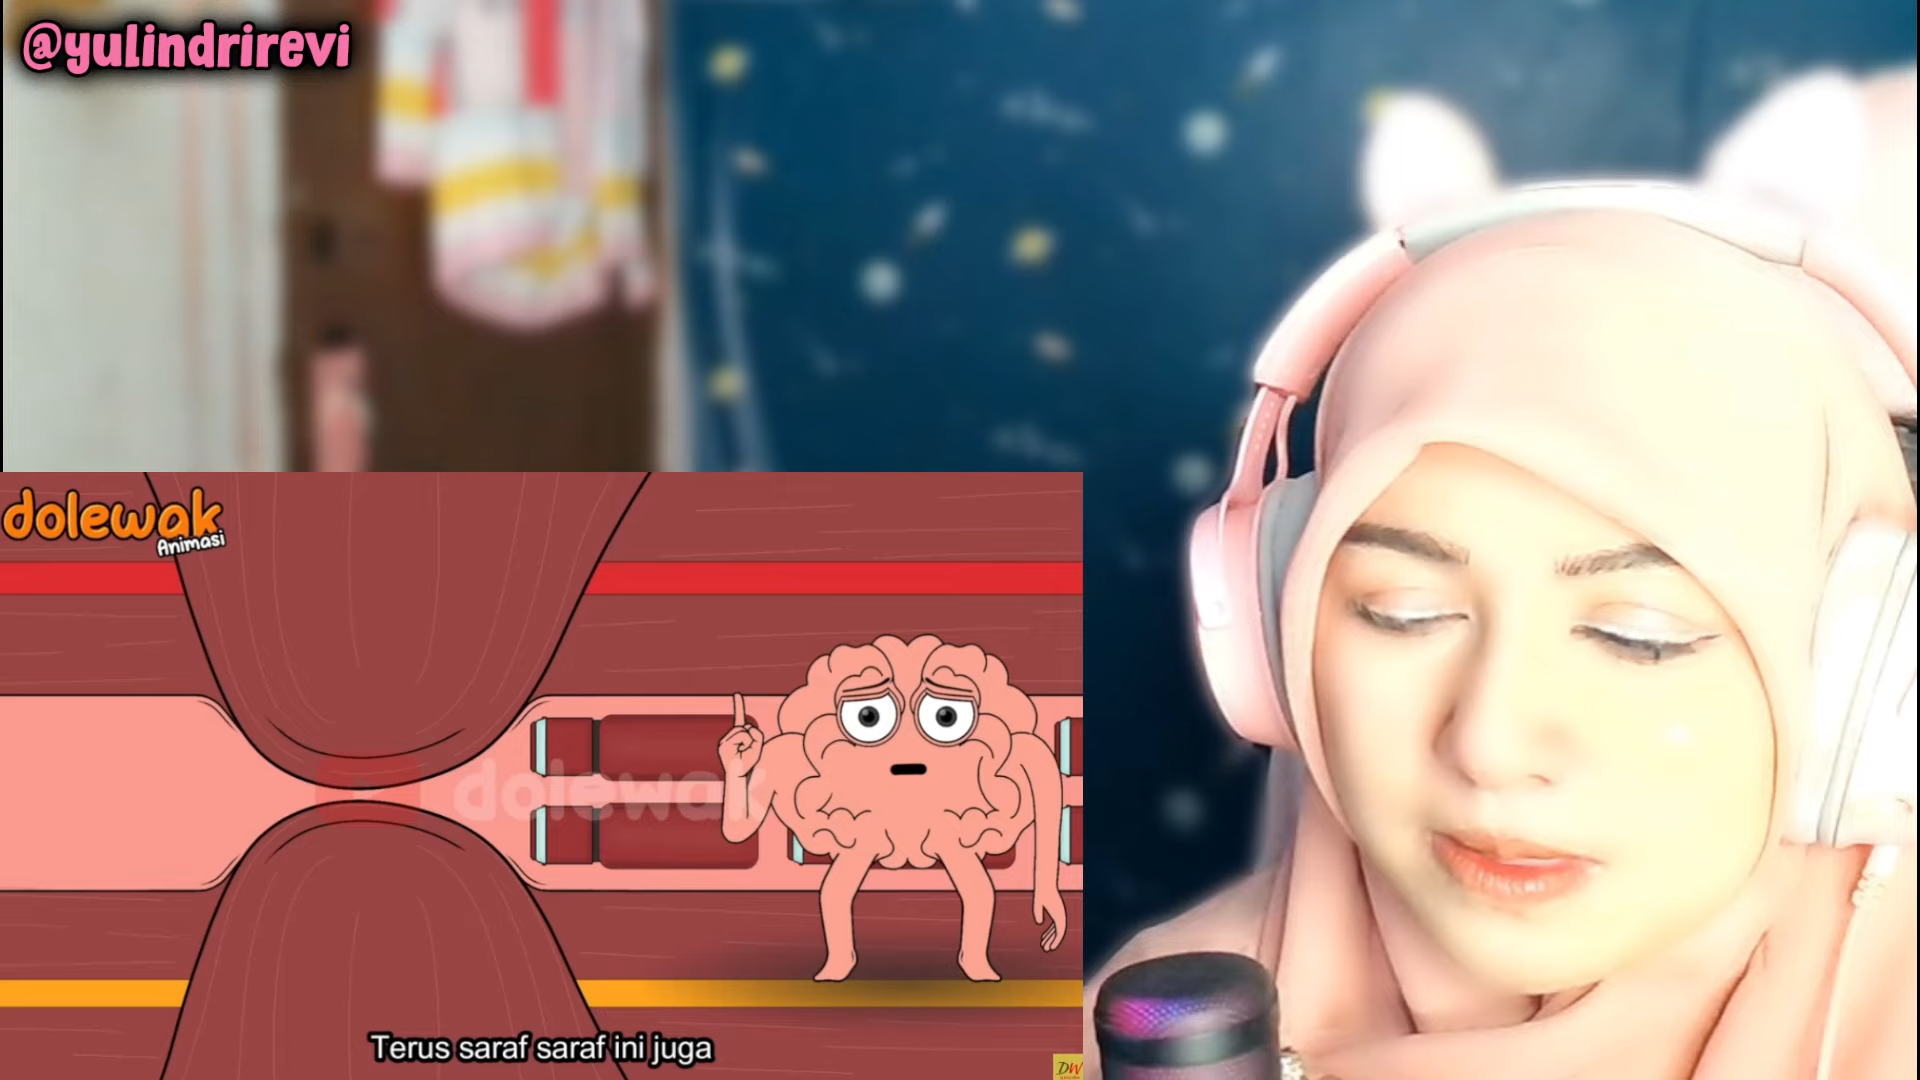 @yulindrirevi
dolewak
Animasi
dolewak
Terus saraf saraf ini juga
DW